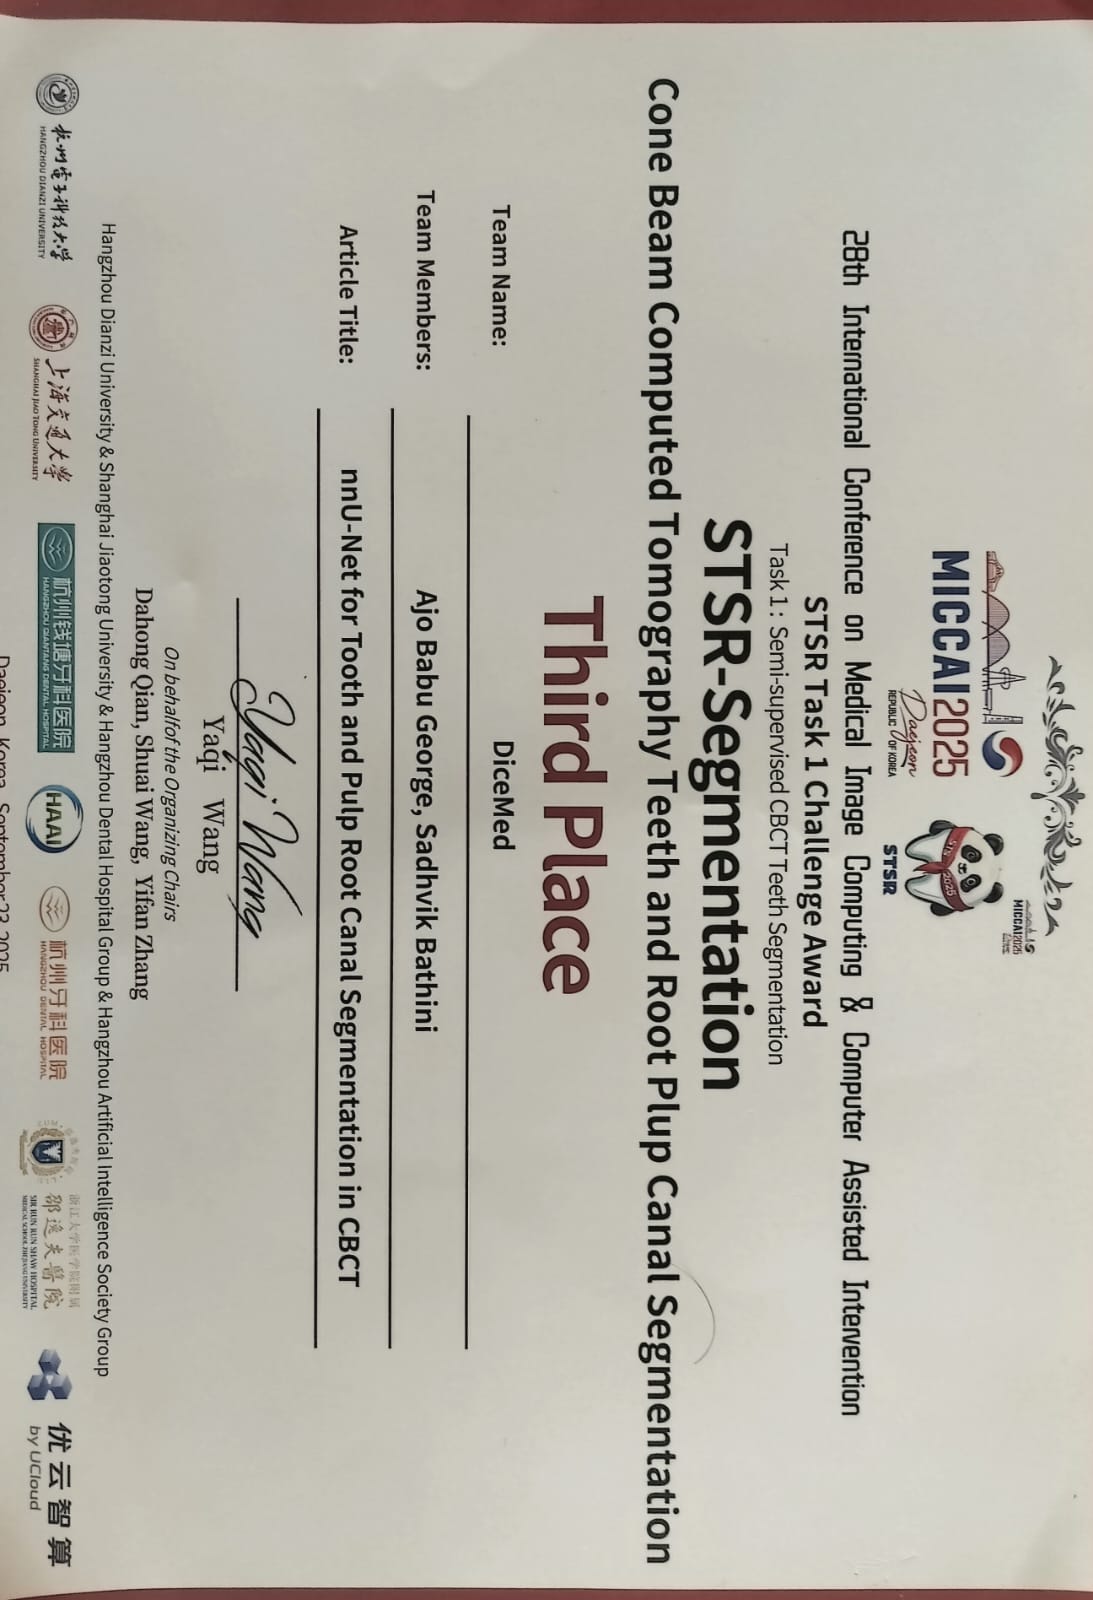 MICCAI2025
MICCAI2025
Daejeon
REPUBLIC OF KOREA
STS 2025
STSR
28th International Conference on Medical Image Computing & Computer Assisted Intervention
STSR Task 1 Challenge Award
Task 1: Semi-supervised CBCT Teeth Segmentation
STSR-Segmentation
Cone Beam Computed Tomography Teeth and Root Plup Canal Segmentation
Third Place
Team Name: DiceMed
Team Members: Ajo Babu George, Sadhvik Bathini
Article Title: nnU-Net for Tooth and Pulp Root Canal Segmentation in CBCT
Yaqi Wang
Yaqi Wang
On behalfof the Organizing Chairs
Dahong Qian, Shuai Wang, Yifan Zhang
Hangzhou Dianzi University & Shanghai Jiaotong University & Hangzhou Dental Hospital Group & Hangzhou Artificial Intelligence Society Group
杭州电子科技大学
HANGZHOU DIANZI UNIVERSITY
上海交通大学
SHANGHAI JIAO TONG UNIVERSITY
杭州钱塘牙科医院
HANGZHOU QIANTANG DENTAL HOSPITAL
HAAI
杭州牙科医院
HANGZHOU DENTAL HOSPITAL
浙江大学医学院附属
邵逸夫醫院
SIR RUN RUN SHAW HOSPITAL
MEDICAL SCHOOL ZHEJIANG UNIVERSITY
优云智算
by UCloud
Daejeon, Korea, September 23, 2025